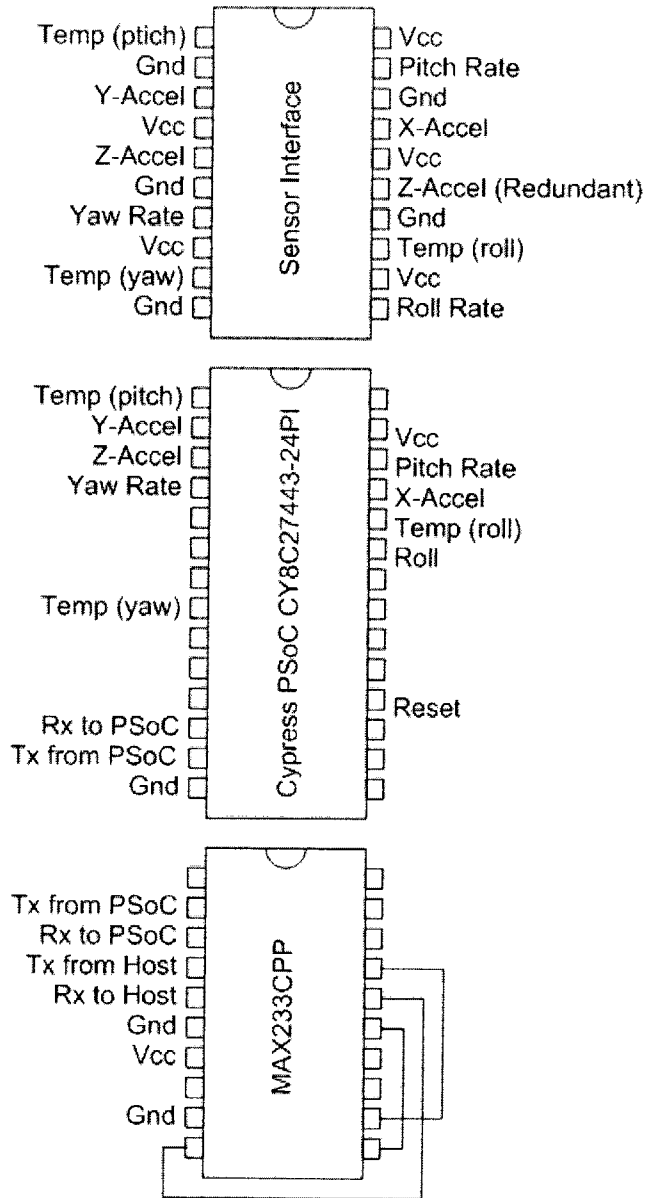 Temp (ptich)
Gnd
Y-Accel
Vcc
Z-Accel
Gnd
Yaw Rate
Vcc
Temp (yaw)
Gnd
Sensor Interface
Vcc
Pitch Rate
Gnd
X-Accel
Vcc
Z-Accel (Redundant)
Gnd
Temp (roll)
Vcc
Roll Rate
Temp (pitch)
Y-Accel
Z-Accel
Yaw Rate
Temp (yaw)
Rx to PSoC
Tx from PSoC
Gnd
Cypress PSoC CY8C27443-24PI
Vcc
Pitch Rate
X-Accel
Temp (roll)
Roll
Reset
Tx from PSoC
Rx to PSoC
Tx from Host
Rx to Host
Gnd
Vcc
Gnd
MAX233CPP